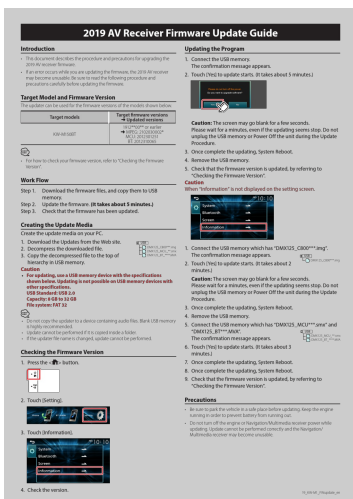 2019 AV Receiver Firmware Update Guide
Introduction
• This document describes the procedure and precautions for upgrading the
2019 AV receiver firmware.
• If an error occurs while you are updating the firmware, the 2019 AV receiver
may become unusable. Be sure to read the following procedure and
precautions carefully before updating the firmware.
Target Model and Firmware Version
The updates can be used for the firmware versions of the models shown below.
Target models
Target firmware versions
➜ Updated versions
or earlier
For how to check your firmware version, refer to "Checking the Firmware
Version"
Work Flow
Step 1. Download the firmware files, and copy them to USB
memory.
Step 2. Update the firmware. (It takes about 5 minutes.)
Step 3. Check that the firmware has been updated.
Creating the Update Media
Create the update media on your PC.
1. Download the Updates from the Web site.
2. Decompress the downloaded file.
3. Copy the decompressed file to the top of
hierarchy in USB memory.
Caution
• For updating, use a USB memory device with the specifications
shown below. Updating is not possible on USB memory devices with
other specifications.
USB Standard: USB 2.0
Capacity: 8 GB to 32 GB
File system: FAT 32
• Do not copy the updater to a device containing audio files. Blank USB memory
is highly recommended.
• Update cannot be performed if it is copied inside a folder.
• If the update file name is changed, update cannot be performed.
Checking the Firmware Version
1. Press the < > button.
2. Touch [Setting].
3. Touch [Information].
10:10
System
Bluetooth
Screen
Information
4. Check the version.
Updating the Program
1. Connect the USB memory.
The confirmation message appears.
2. Touch [Yes] to update starts. (It takes about 5 minutes.)
Caution: The screen may go blank for a few seconds.
Please wait for a minutes, even if the updating seems stop. Do not
unplug the USB memory or Power Off the unit during the Update
Procedure.
3. Once complete the updating, System Reboot.
4. Remove the USB memory.
5. Check that the firmware version is updated, by referring to
"Checking the Firmware Version".
Caution
When "Information" is not displayed on the setting screen.
10:10
System
Bluetooth
Screen
Information
1. Connect the USB memory which has "DMX125_C800***.img".
The confirmation message appears.
2. Touch [Yes] to update starts. (It takes about 2
minutes.)
Caution: The screen may go blank for a few seconds.
Please wait for a minutes, even if the updating seems stop. Do not
unplug the USB memory or Power Off the unit during the Update
Procedure.
3. Once complete the updating, System Reboot.
4. Remove the USB memory.
5. Connect the USB memory which has "DMX125_MCU***.smx" and
"DMX125_BT***.MVA".
The confirmation message appears.
6. Touch [Yes] to update starts. (It takes about 3
minutes.)
7. Once complete the updating, System Reboot.
8. Once complete the updating, System Reboot.
9. Check that the firmware version is updated, by referring to
"Checking the Firmware Version".
Precautions
• Be sure to park the vehicle in a safe place before updating. Keep the engine
running in order to prevent battery from running out.
• Do not turn off the engine or Navigation/Multimedia receiver power while
updating. Update cannot be performed correctly and the Navigation/
Multimedia receiver may become unusable.